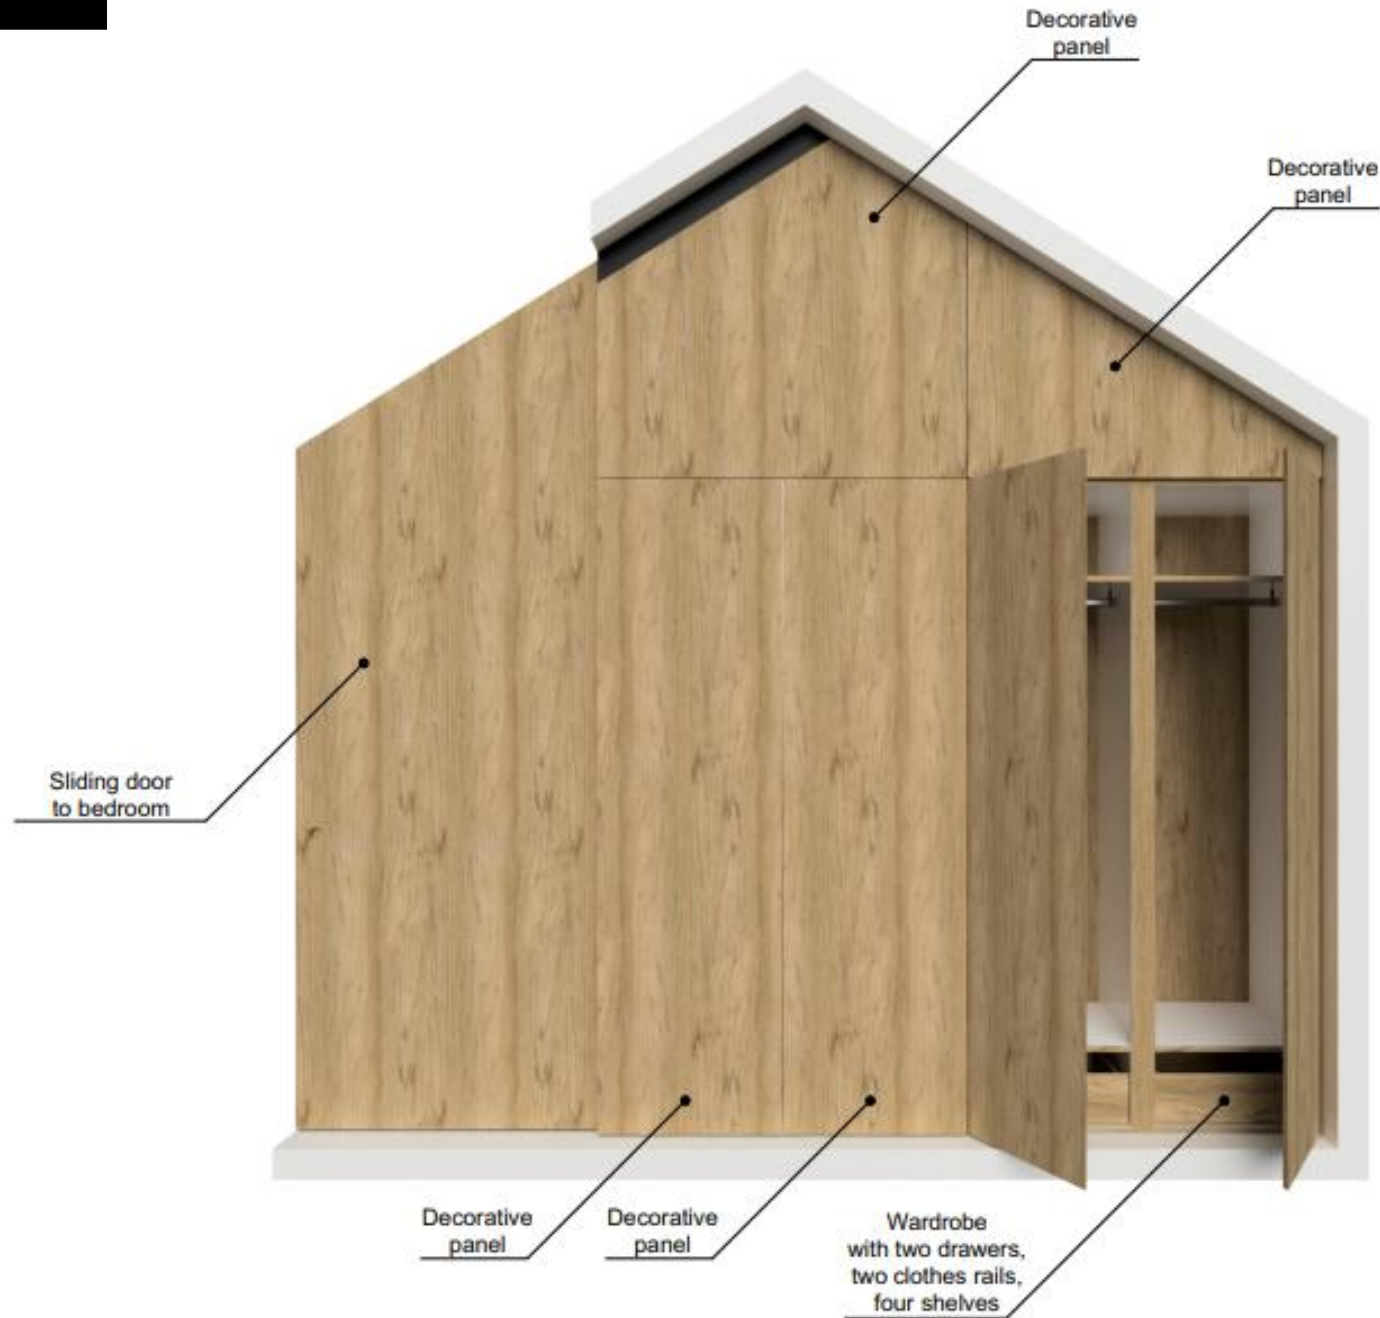 Decorative
panel
Decorative
panel
Sliding door
to bedroom
Decorative
panel
Decorative
panel
Wardrobe
with two drawers,
two clothes rails,
four shelves